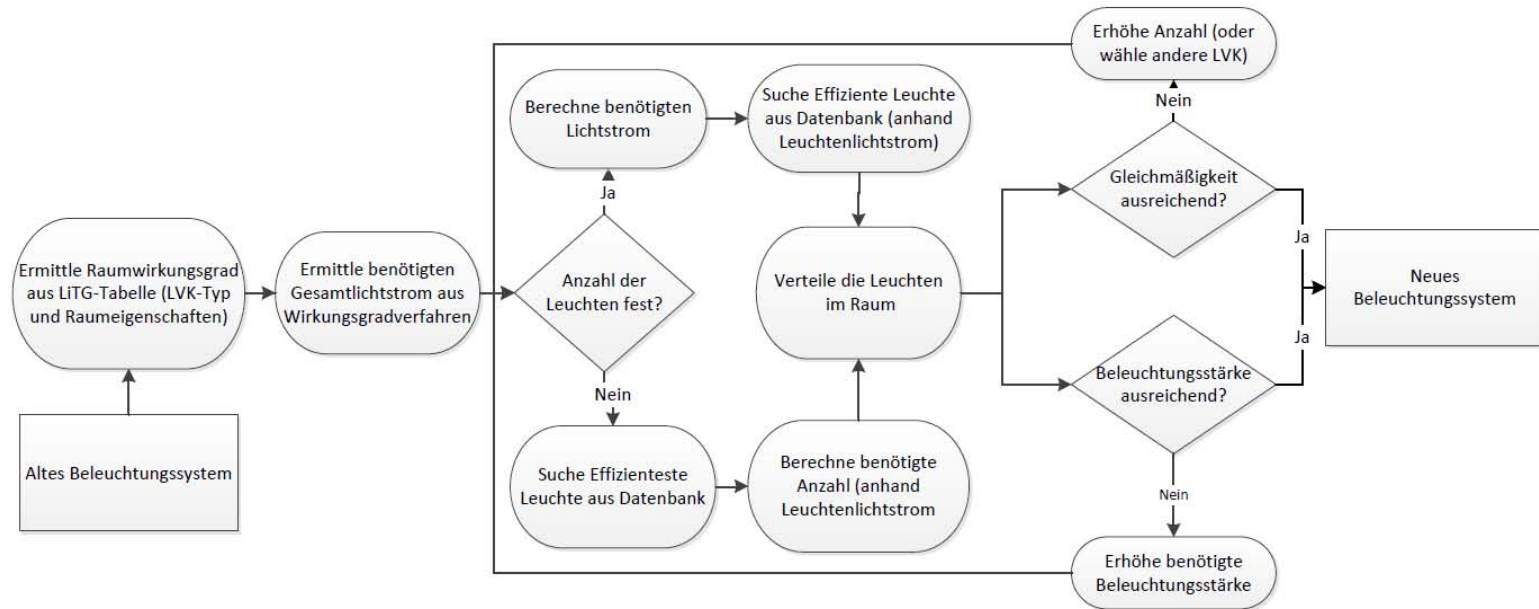 Altes Beleuchtungssystem
Ermittle Raumwirkungsgrad
aus LiTG-Tabelle (LVK-Typ
und Raumeigenschaften)
Ermittle benötigten
Gesamtlichtstrom aus
Wirkungsgradverfahren
Anzahl der
Leuchten fest?
Ja
Berechne benötigten
Lichtstrom
Suche Effiziente Leuchte
aus Datenbank (anhand
Leuchtenlichtstrom)
Nein
Suche Effizienteste
Leuchte aus Datenbank
Berechne benötigte
Anzahl (anhand
Leuchtenlichtstrom
Verteile die Leuchten
im Raum
Gleichmäßigkeit
ausreichend?
Nein
Erhöhe Anzahl (oder
wähle andere LVK)
Ja
Beleuchtungsstärke
ausreichend?
Ja
Nein
Erhöhe benötigte
Beleuchtungsstärke
Neues
Beleuchtungssystem